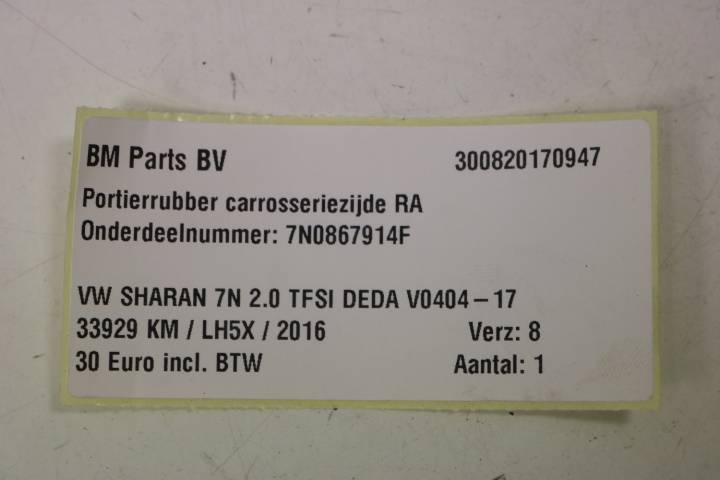 BM Parts BV 300820170947
Portierrubber carrosseriezijde RA
Onderdeelnummer: 7N0867914F
VW SHARAN 7N 2.0 TFSI DEDA V0404-17
33929 KM / LH5X / 2016 Verz: 8
30 Euro incl. BTW Aantal: 1